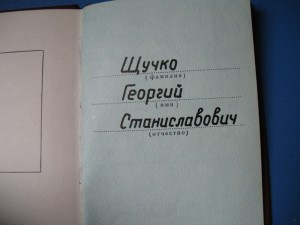 Щучко
(фамилия)
Георгий
(имя)
Станиславович
(отчество)